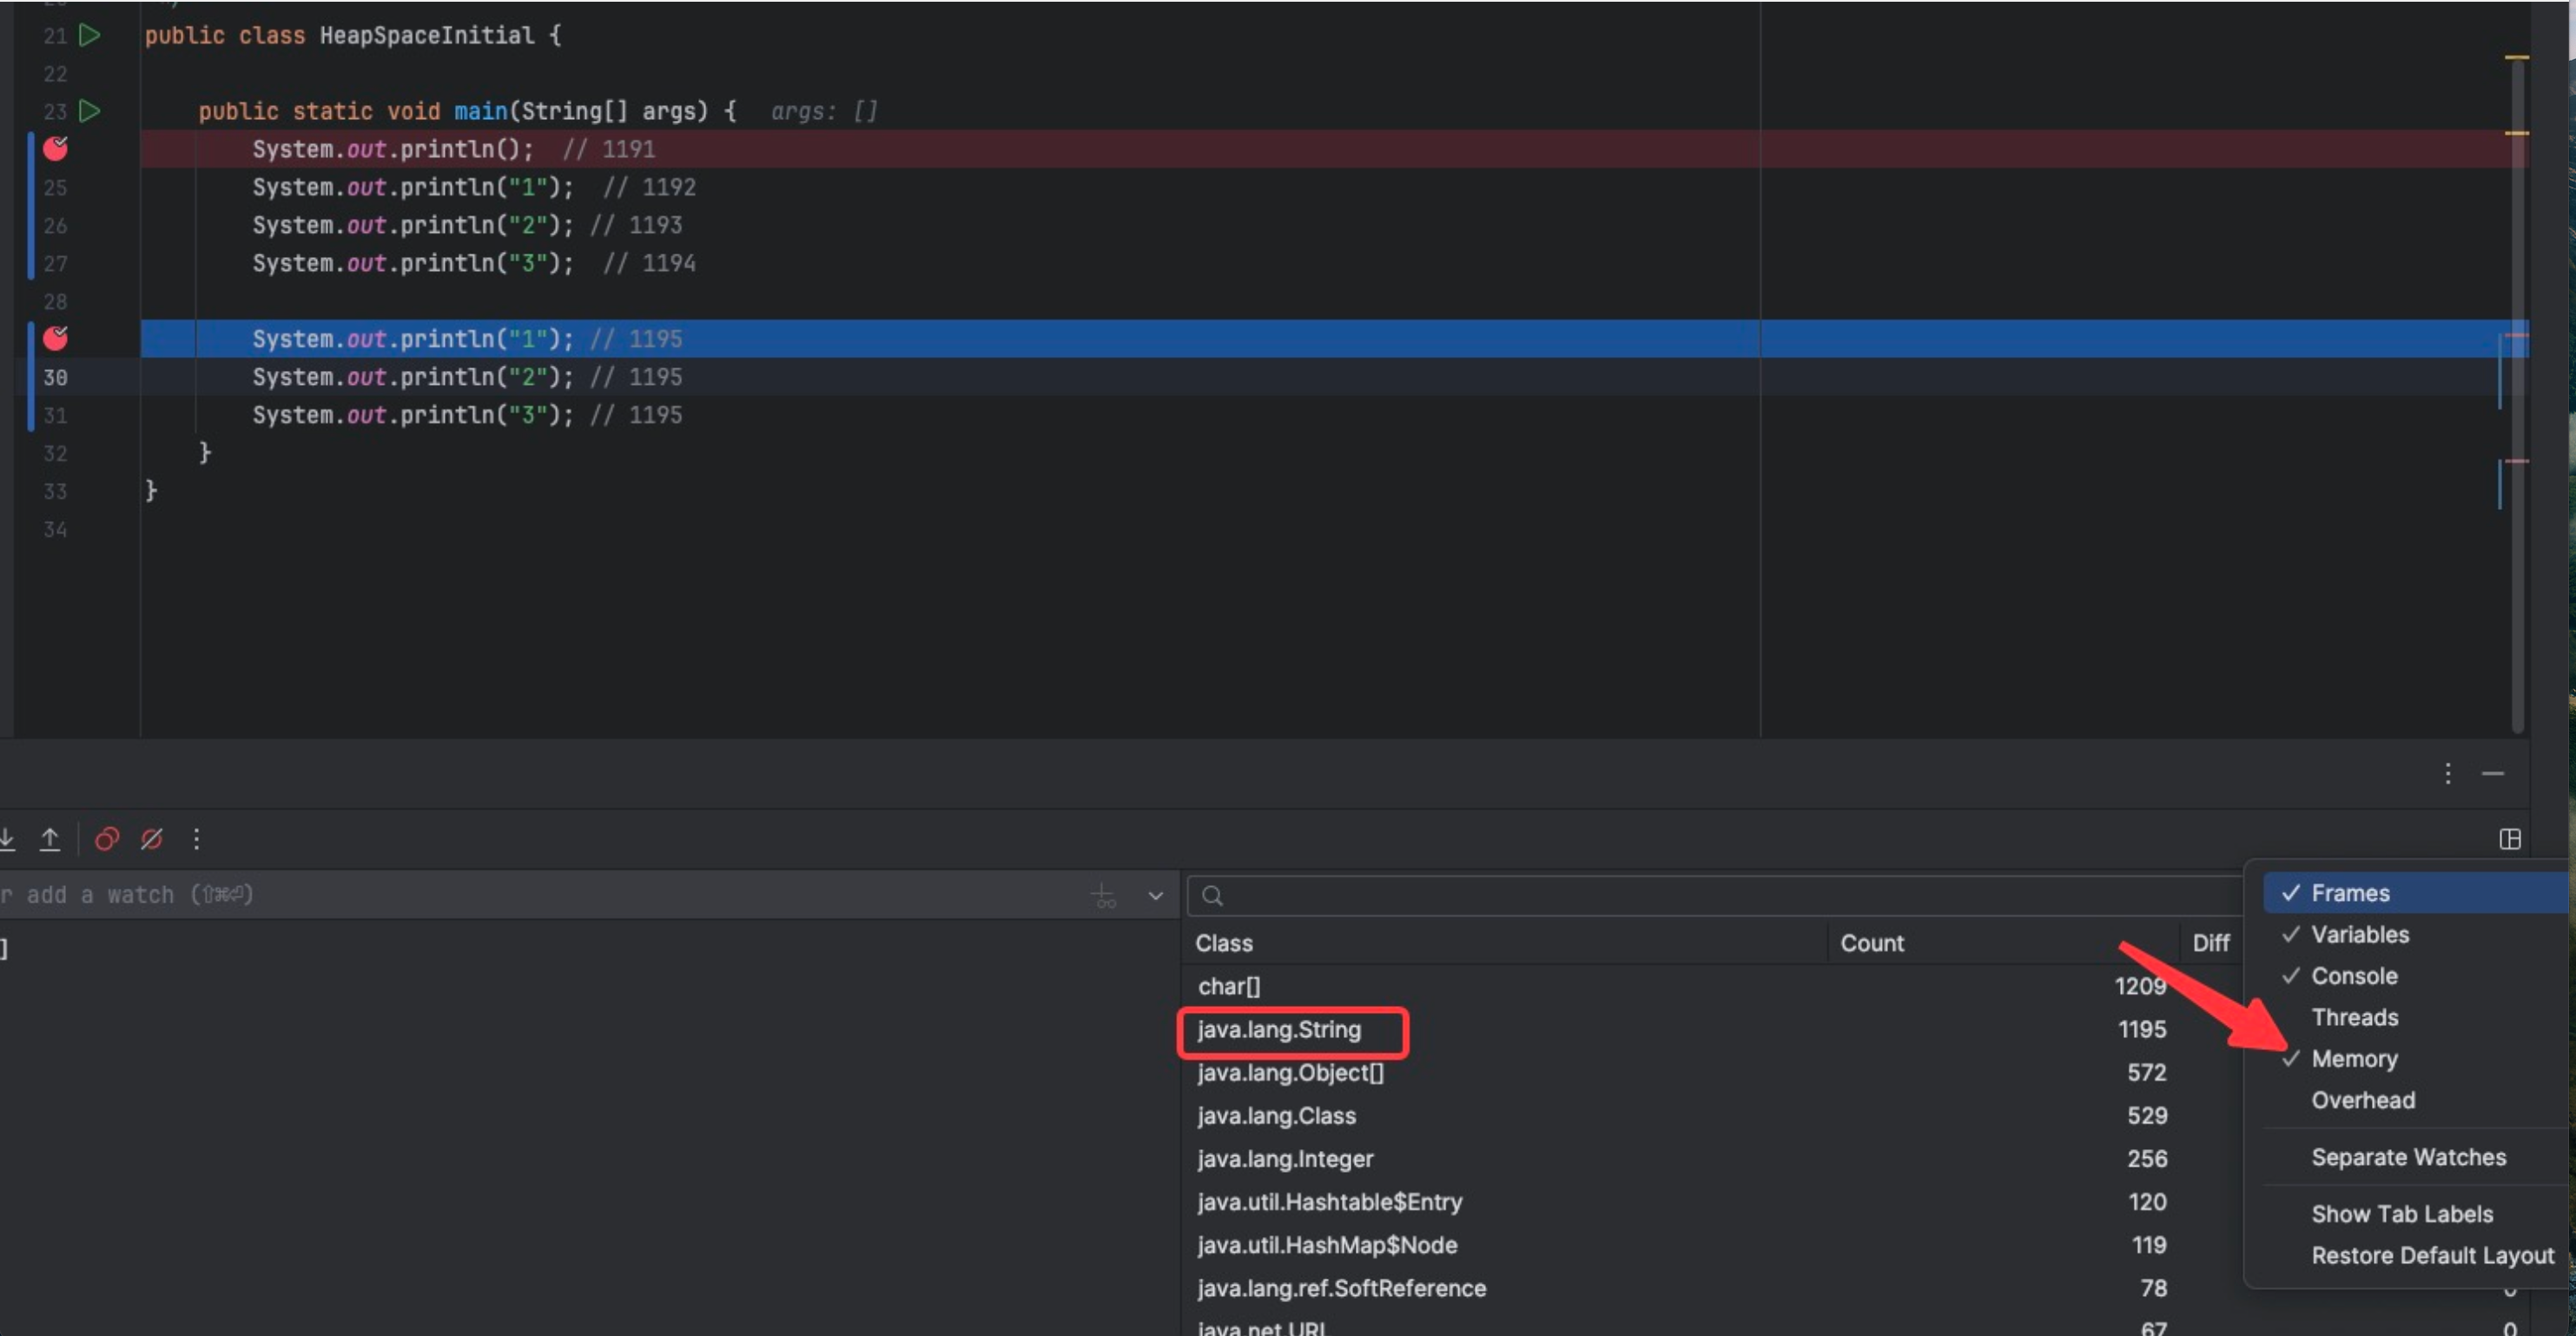 21 public class HeapSpaceInitial {
22
23 public static void main(String[] args) { args: []
System.out.println(); // 1191
25 System.out.println("1"); // 1192
26 System.out.println("2"); // 1193
27 System.out.println("3"); // 1194
28
System.out.println("1"); // 1195
30 System.out.println("2"); // 1195
31 System.out.println("3"); // 1195
32 }
33 }
34
r add a watch (⇧⌘⏎)
]
Class Count Diff
char[] 1209
java.lang.String 1195
java.lang.Object[] 572
java.lang.Class 529
java.lang.Integer 256
java.util.Hashtable$Entry 120
java.util.HashMap$Node 119
java.lang.ref.SoftReference 78 0
java.net.URL 67 0
Frames
Variables
Console
Threads
Memory
Overhead
Separate Watches
Show Tab Labels
Restore Default Layout